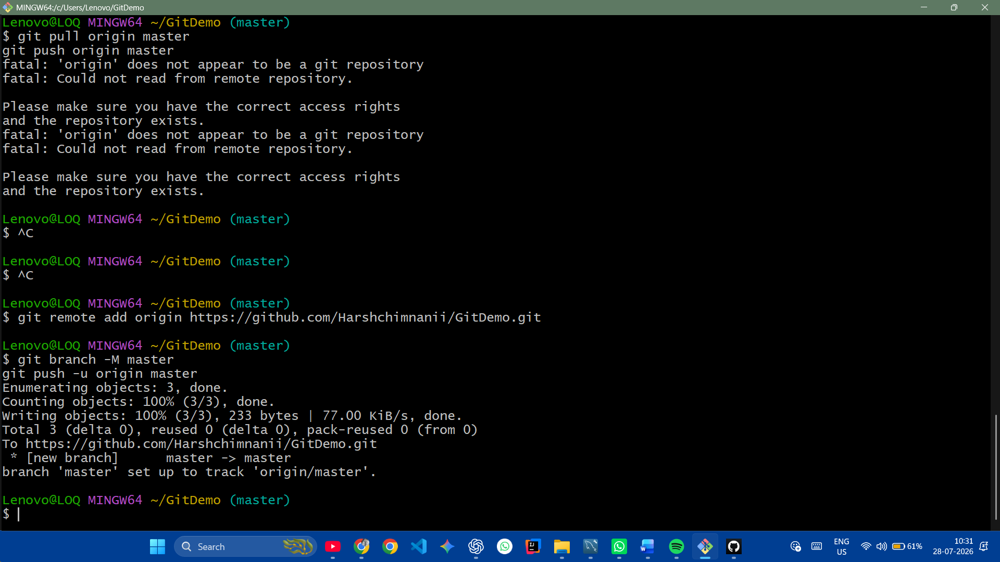 MINGW64:/c/Users/Lenovo/GitDemo
Lenovo@LOQ MINGW64 ~/GitDemo (master)
$ git pull origin master
git push origin master
fatal: 'origin' does not appear to be a git repository
fatal: Could not read from remote repository.
Please make sure you have the correct access rights
and the repository exists.
fatal: 'origin' does not appear to be a git repository
fatal: Could not read from remote repository.
Please make sure you have the correct access rights
and the repository exists.
Lenovo@LOQ MINGW64 ~/GitDemo (master)
$ ^C
Lenovo@LOQ MINGW64 ~/GitDemo (master)
$ ^C
Lenovo@LOQ MINGW64 ~/GitDemo (master)
$ git remote add origin https://github.com/Harshchimnanii/GitDemo.git
Lenovo@LOQ MINGW64 ~/GitDemo (master)
$ git branch -M master
git push -u origin master
Enumerating objects: 3, done.
Counting objects: 100% (3/3), done.
Writing objects: 100% (3/3), 233 bytes | 77.00 KiB/s, done.
Total 3 (delta 0), reused 0 (delta 0), pack-reused 0 (from 0)
To https://github.com/Harshchimnanii/GitDemo.git
 * [new branch]      master -> master
branch 'master' set up to track 'origin/master'.
Lenovo@LOQ MINGW64 ~/GitDemo (master)
$
Search
ENG
US
61%
10:31
28-07-2026